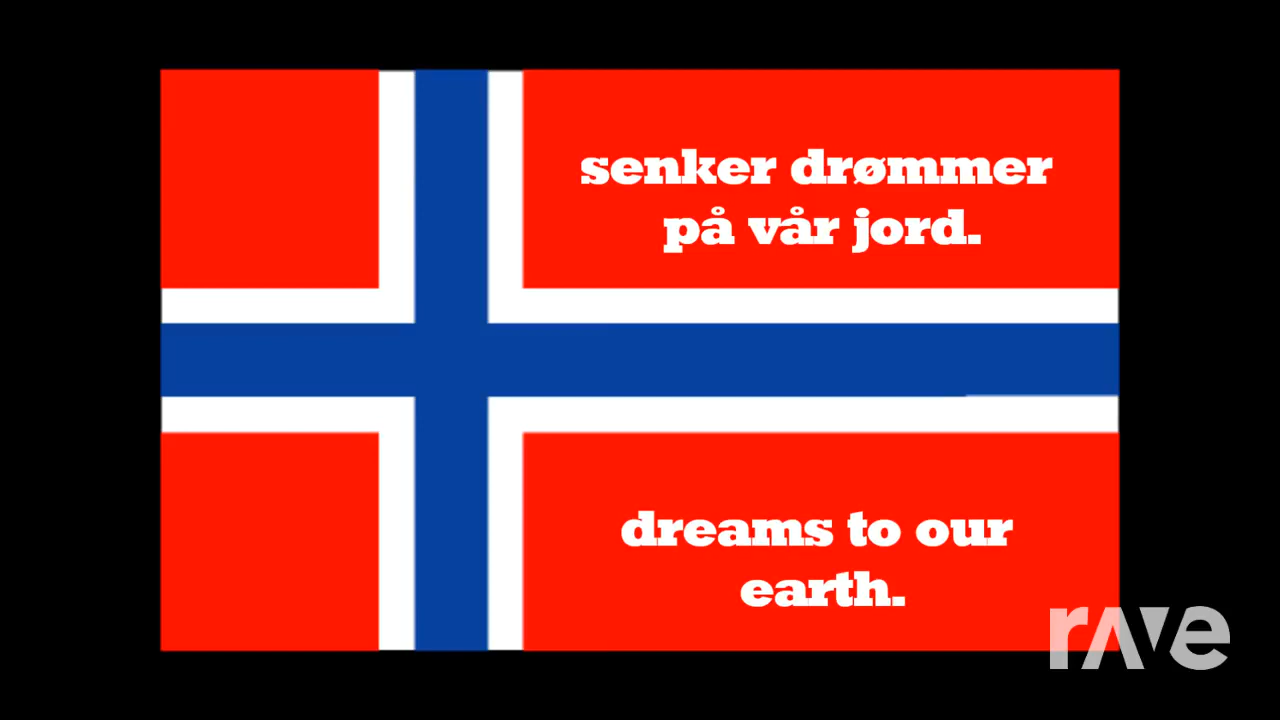 senker drømmer
på vår jord.
dreams to our
earth.
rave